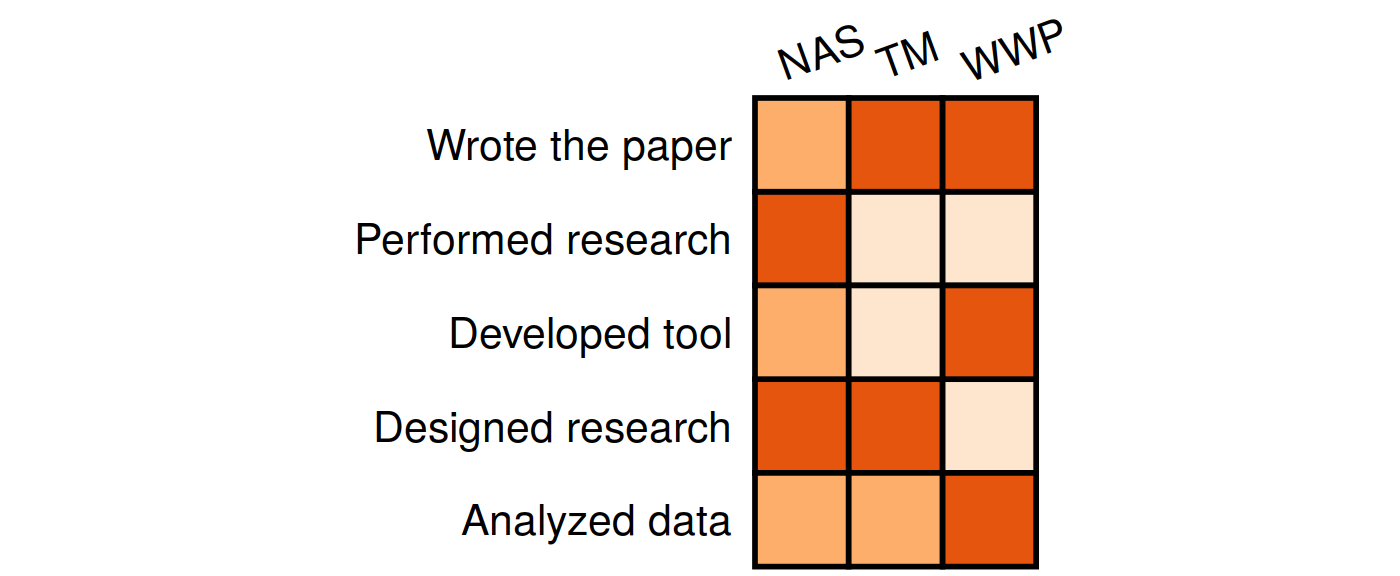 NAS TM WWP
Wrote the paper
Performed research
Developed tool
Designed research
Analyzed data